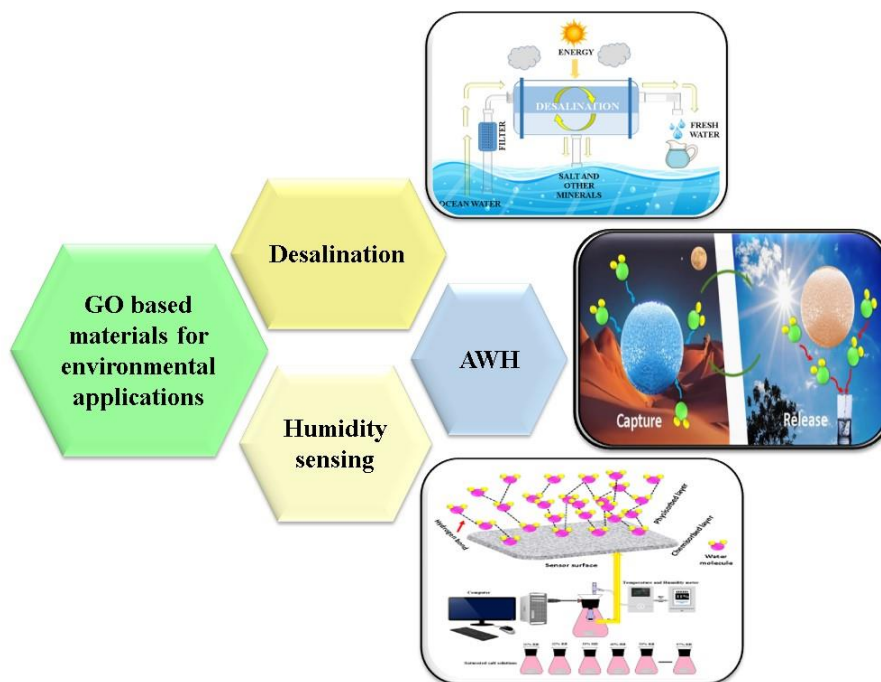 ENERGY
DESALINATION
FILTER
FRESH
WATER
SALT AND
OTHER
MINERALS
OCEAN WATER
Desalination
GO based
materials for
environmental
applications
AWH
Capture
Release
Humidity
sensing
Hydrogen bond
Physisorbed layer
Chemisorbed layer
Sensor surface
Water
molecule
Computer
Temperature and Humidity meter
Saturated salt solution